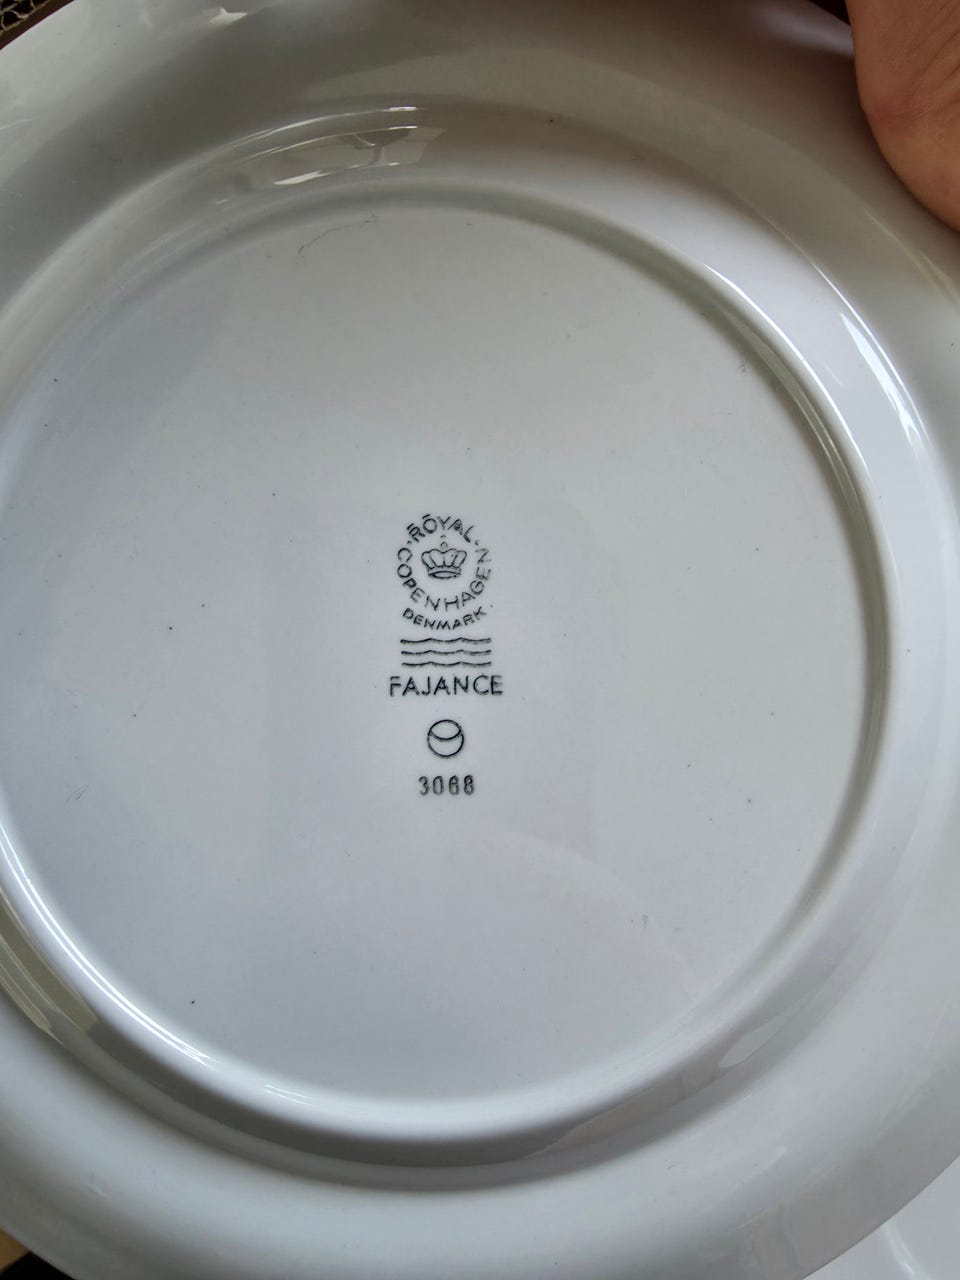 ROYAL
COPENHAGEN
DENMARK
FAJANCE
3068